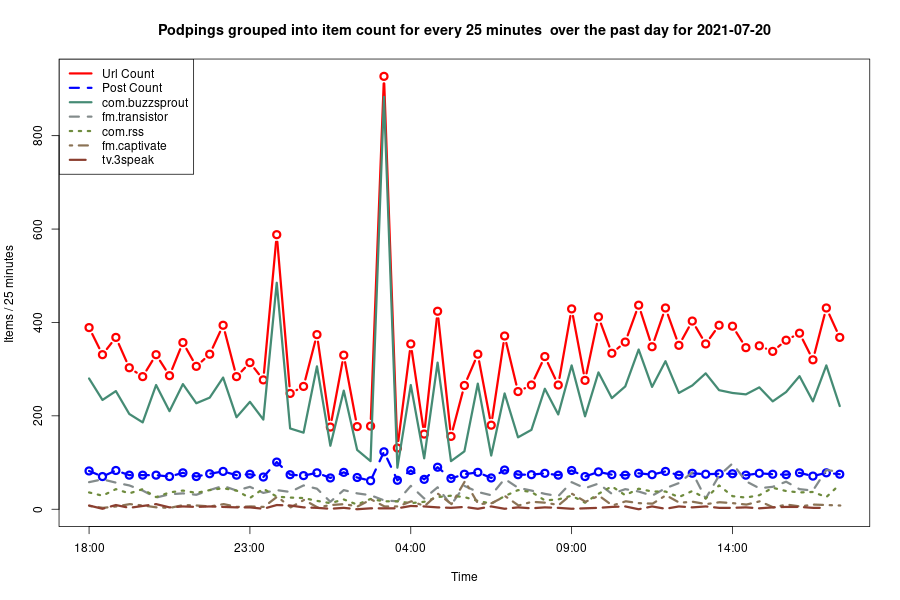 Podpings grouped into item count for every 25 minutes  over the past day for 2021-07-20
Url Count
Post Count
com.buzzsprout
fm.transistor
com.rss
fm.captivate
tv.3speak
Items / 25 minutes
800
600
400
200
0
18:00
23:00
04:00
09:00
14:00
Time